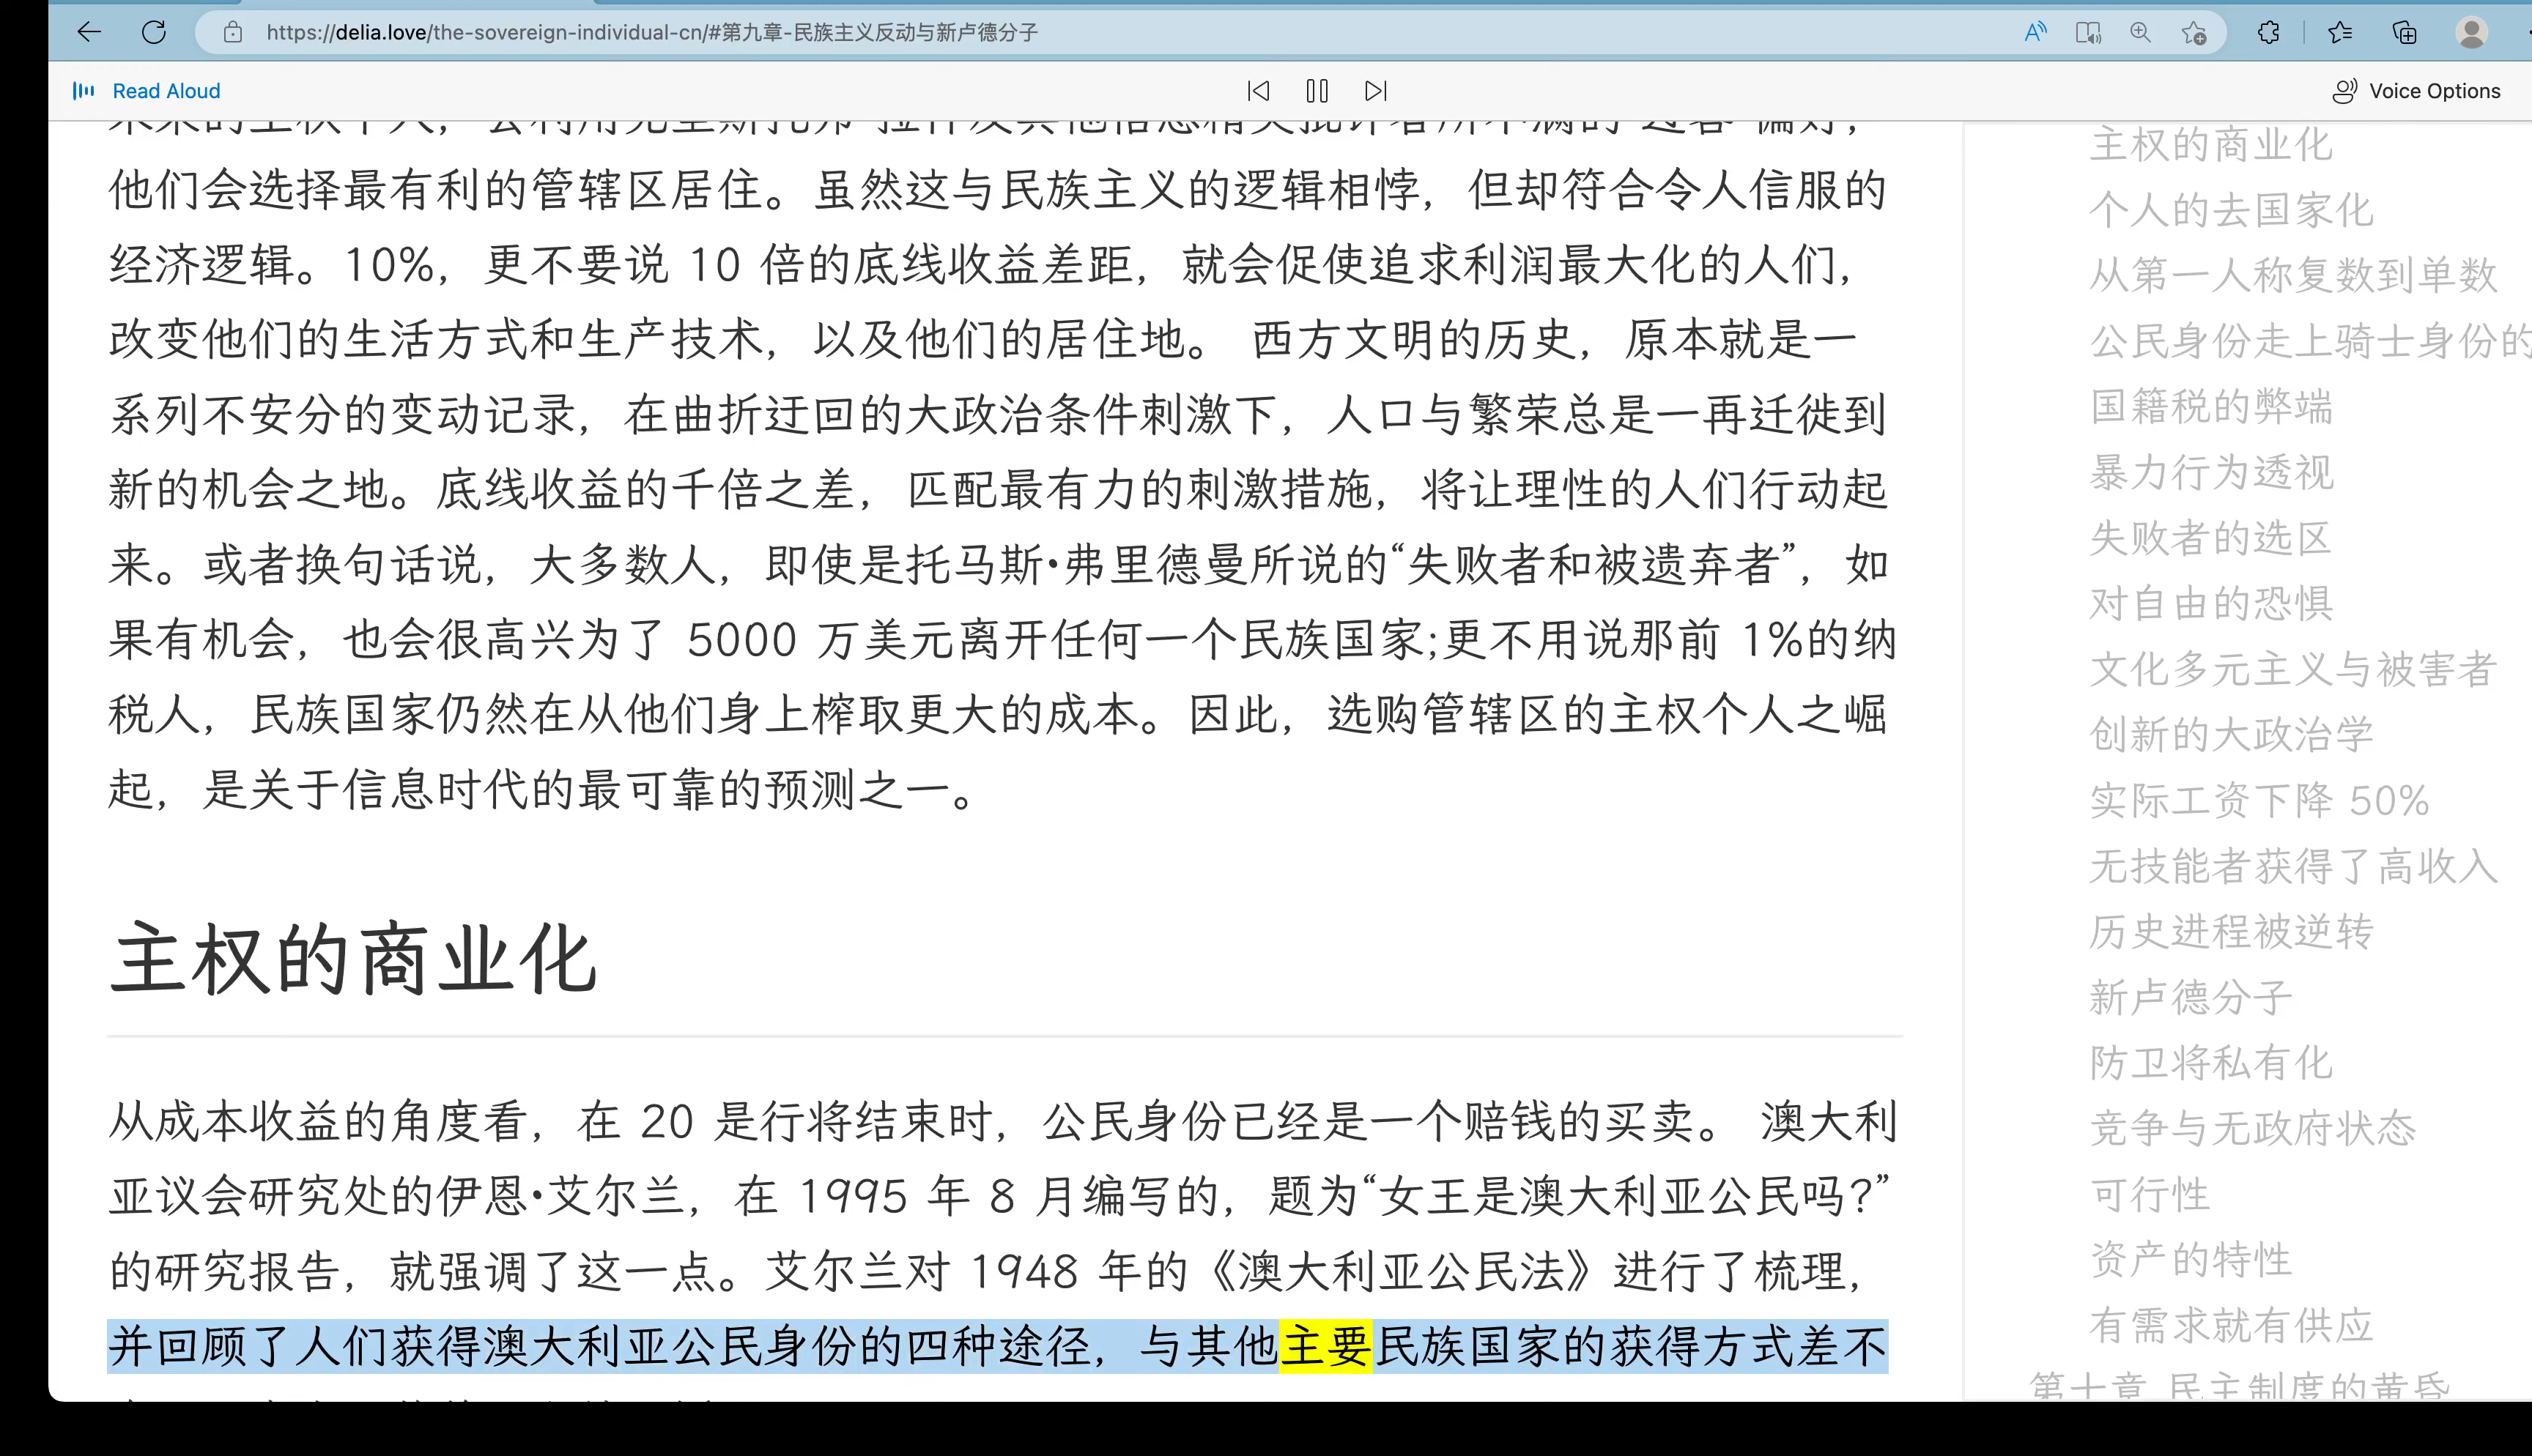 https://delia.love/the-sovereign-individual-cn/#第九章-民族主义反动与新卢德分子
Read Aloud
Voice Options
他们会选择最有利的管辖区居住。虽然这与民族主义的逻辑相悖，但却符合令人信服的
经济逻辑。10%，更不要说 10 倍的底线收益差距，就会促使追求利润最大化的人们，
改变他们的生活方式和生产技术，以及他们的居住地。 西方文明的历史，原本就是一
系列不安分的变动记录，在曲折迂回的大政治条件刺激下，人口与繁荣总是一再迁徙到
新的机会之地。底线收益的千倍之差，匹配最有力的刺激措施，将让理性的人们行动起
来。或者换句话说，大多数人，即使是托马斯•弗里德曼所说的“失败者和被遗弃者”，如
果有机会，也会很高兴为了 5000 万美元离开任何一个民族国家;更不用说那前 1%的纳
税人，民族国家仍然在从他们身上榨取更大的成本。因此，选购管辖区的主权个人之崛
起，是关于信息时代的最可靠的预测之一。
主权的商业化
从成本收益的角度看，在 20 是行将结束时，公民身份已经是一个赔钱的买卖。 澳大利
亚议会研究处的伊恩•艾尔兰，在 1995 年 8 月编写的，题为“女王是澳大利亚公民吗?”
的研究报告，就强调了这一点。艾尔兰对 1948 年的《澳大利亚公民法》进行了梳理，
并回顾了人们获得澳大利亚公民身份的四种途径，与其他主要民族国家的获得方式差不
主权的商业化
个人的去国家化
从第一人称复数到单数
公民身份走上骑士身份的
国籍税的弊端
暴力行为透视
失败者的选区
对自由的恐惧
文化多元主义与被害者
创新的大政治学
实际工资下降 50%
无技能者获得了高收入
历史进程被逆转
新卢德分子
防卫将私有化
竞争与无政府状态
可行性
资产的特性
有需求就有供应
第十章 民主制度的黄昏